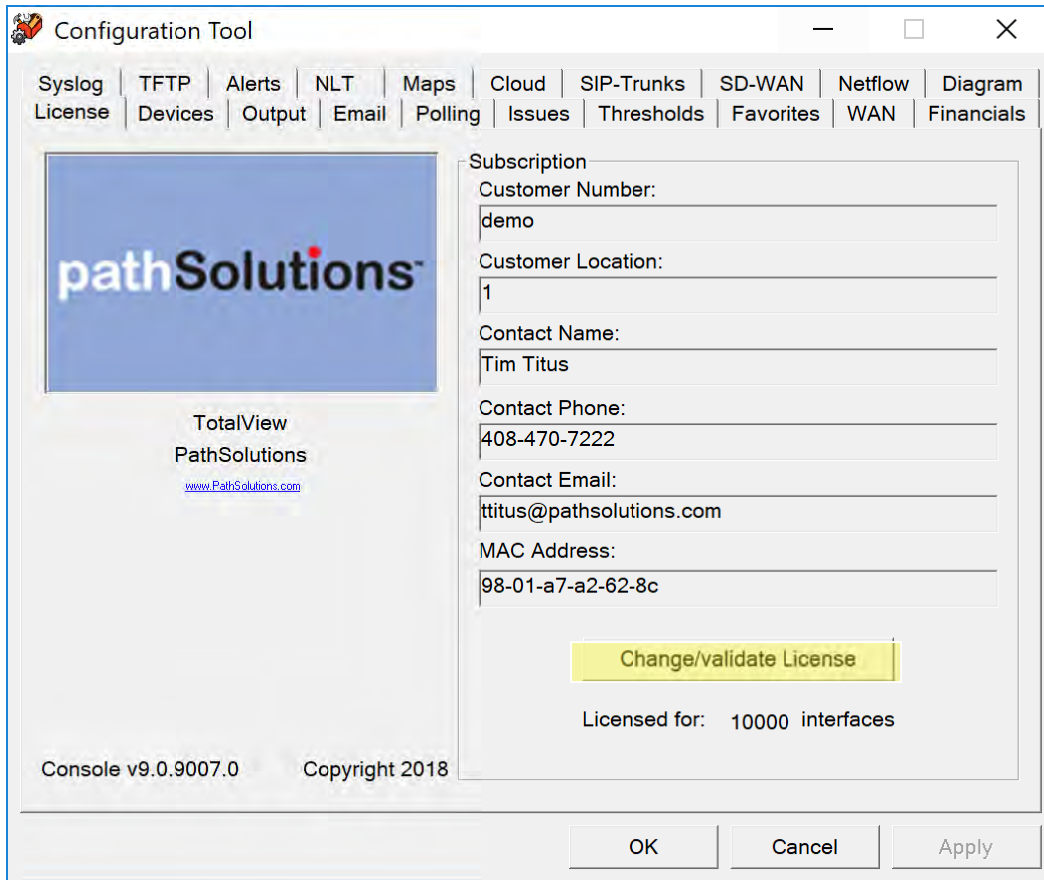 Configuration Tool
Syslog TFTP Alerts NLT Maps Cloud SIP-Trunks SD-WAN Netflow Diagram
License Devices Output Email Polling Issues Thresholds Favorites WAN Financials
pathSolutions™
TotalView
PathSolutions
www.PathSolutions.com
Console v9.0.9007.0 Copyright 2018
Subscription
Customer Number:
demo
Customer Location:
1
Contact Name:
Tim Titus
Contact Phone:
408-470-7222
Contact Email:
ttitus@pathsolutions.com
MAC Address:
98-01-a7-a2-62-8c
Change/validate License
Licensed for: 10000 interfaces
OK Cancel Apply